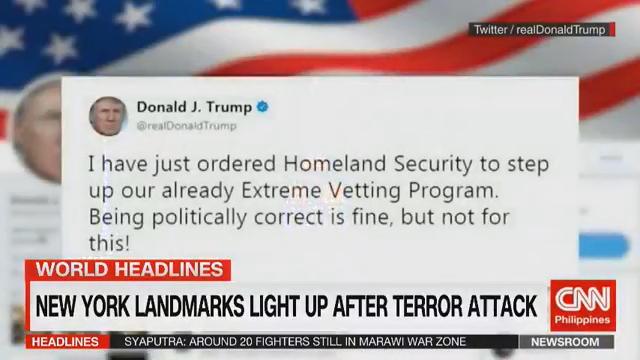 Twitter / realDonaldTrump
Donald J. Trump
@realDonaldTrump
I have just ordered Homeland Security to step
up our already Extreme Vetting Program.
Being politically correct is fine, but not for
this!
WORLD HEADLINES
NEW YORK LANDMARKS LIGHT UP AFTER TERROR ATTACK
CNN
Philippines
HEADLINES
SYAPUTRA: AROUND 20 FIGHTERS STILL IN MARAWI WAR ZONE
NEWSROOM